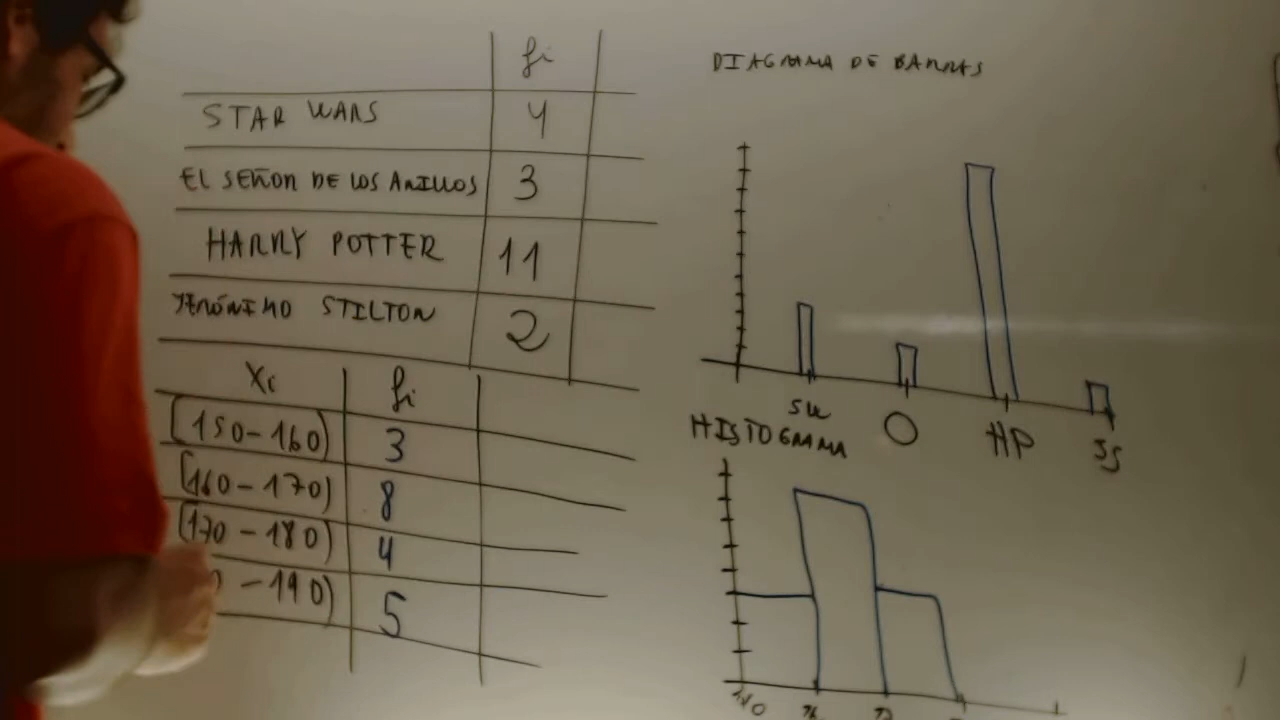 fi
STAR WARS 4
EL SEÑOR DE LOS ANILLOS 3
HARRY POTTER 11
JERÓNIMO STILTON 2
Xi fi
[150-160) 3
[160-170) 8
[170-180) 4
-190) 5
DIAGRAMA DE BARRAS
SW O HP JS
HISTOGRAMA